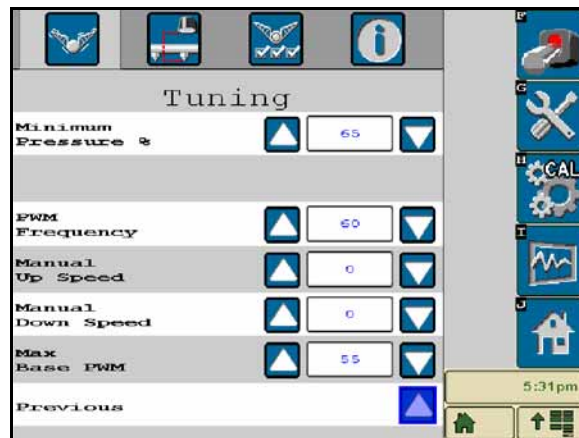 Tuning
Minimum
Pressure %
65
PWM
Frequency
60
Manual
Up Speed
0
Manual
Down Speed
0
Max
Base PWM
55
Previous
F
G
H
CAL
I
J
5:31pm